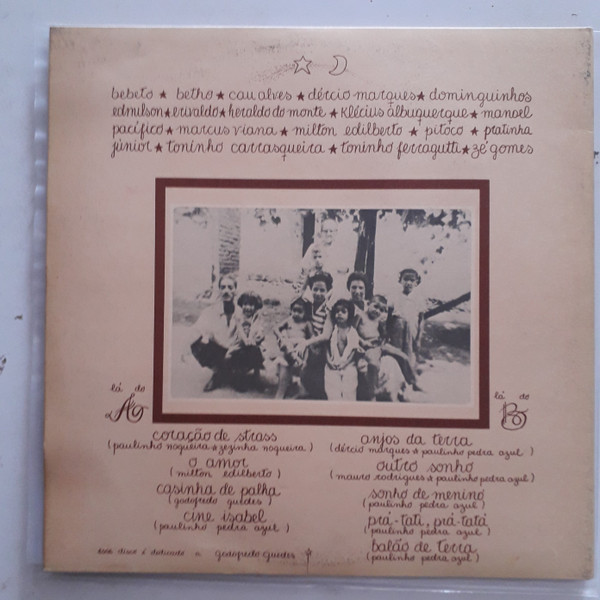 bebeto ★ betho ★ cau alves ★ dércio marques ★ dominguinhos
ednulson ★ erivaldo ★ heraldo do monte ★ klécius albuquerque ★ manoel
pacífico ★ marcus viana ★ milton edilberto ★ pitoco ★ pratinha
júnior ★ toninho carrasqueira ★ toninho ferragutti ★ zé gomes
lá do
A
coração de strass
(paulinho nogueira e zezinha nogueira)
o amor
(milton edilberto)
casinha de palha
(godofredo guedes)
cine isabel
(paulinho pedra azul)
esse disco é dedicado a godofredo guedes
lá do
B
anjos da terra
(dércio marques e paulinho pedra azul)
outro sonho
(mauro rodrigues e paulinho pedra azul)
sonho de menino
(paulinho pedra azul)
prá-tati, prá-tatá
(paulinho pedra azul)
balão de terra
(paulinho pedra azul)